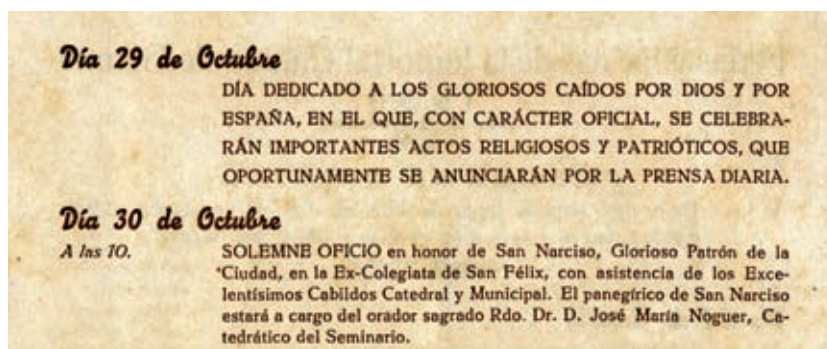 Día 29 de Octubre
DÍA DEDICADO A LOS GLORIOSOS CAÍDOS POR DIOS Y POR
ESPAÑA, EN EL QUE, CON CARÁCTER OFICIAL, SE CELEBRA-
RÁN IMPORTANTES ACTOS RELIGIOSOS Y PATRIÓTICOS, QUE
OPORTUNAMENTE SE ANUNCIARÁN POR LA PRENSA DIARIA.
Día 30 de Octubre
A las 10. SOLEMNE OFICIO en honor de San Narciso, Glorioso Patrón de la
Ciudad, en la Ex-Colegiata de San Félix, con asistencia de los Exce-
lentísimos Cabildos Catedral y Municipal. El panegírico de San Narciso
estará a cargo del orador sagrado Rdo. Dr. D. José María Noguer, Ca-
tedrático del Seminario.